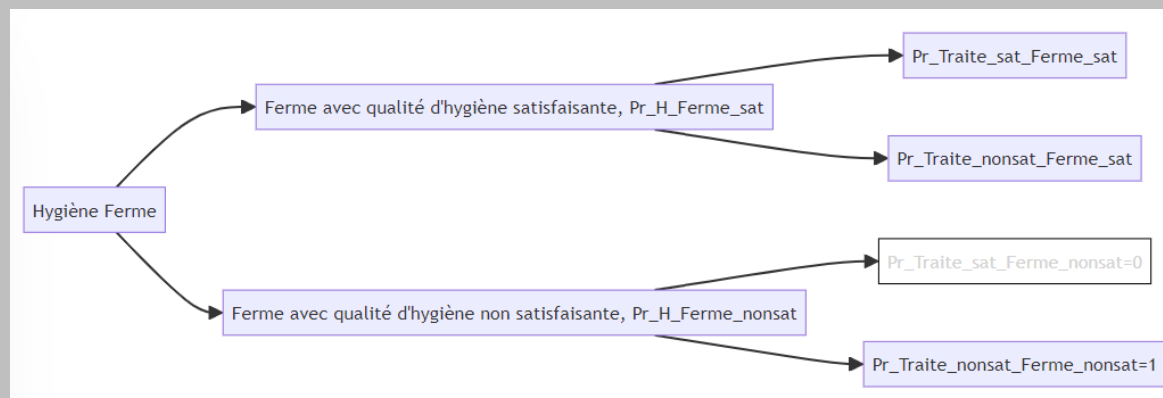 Pr_Traite_sat_Ferme_sat
Ferme avec qualité d'hygiène satisfaisante, Pr_H_Ferme_sat
Pr_Traite_nonsat_Ferme_sat
Hygiène Ferme
Pr_Traite_sat_Ferme_nonsat=0
Ferme avec qualité d'hygiène non satisfaisante, Pr_H_Ferme_nonsat
Pr_Traite_nonsat_Ferme_nonsat=1